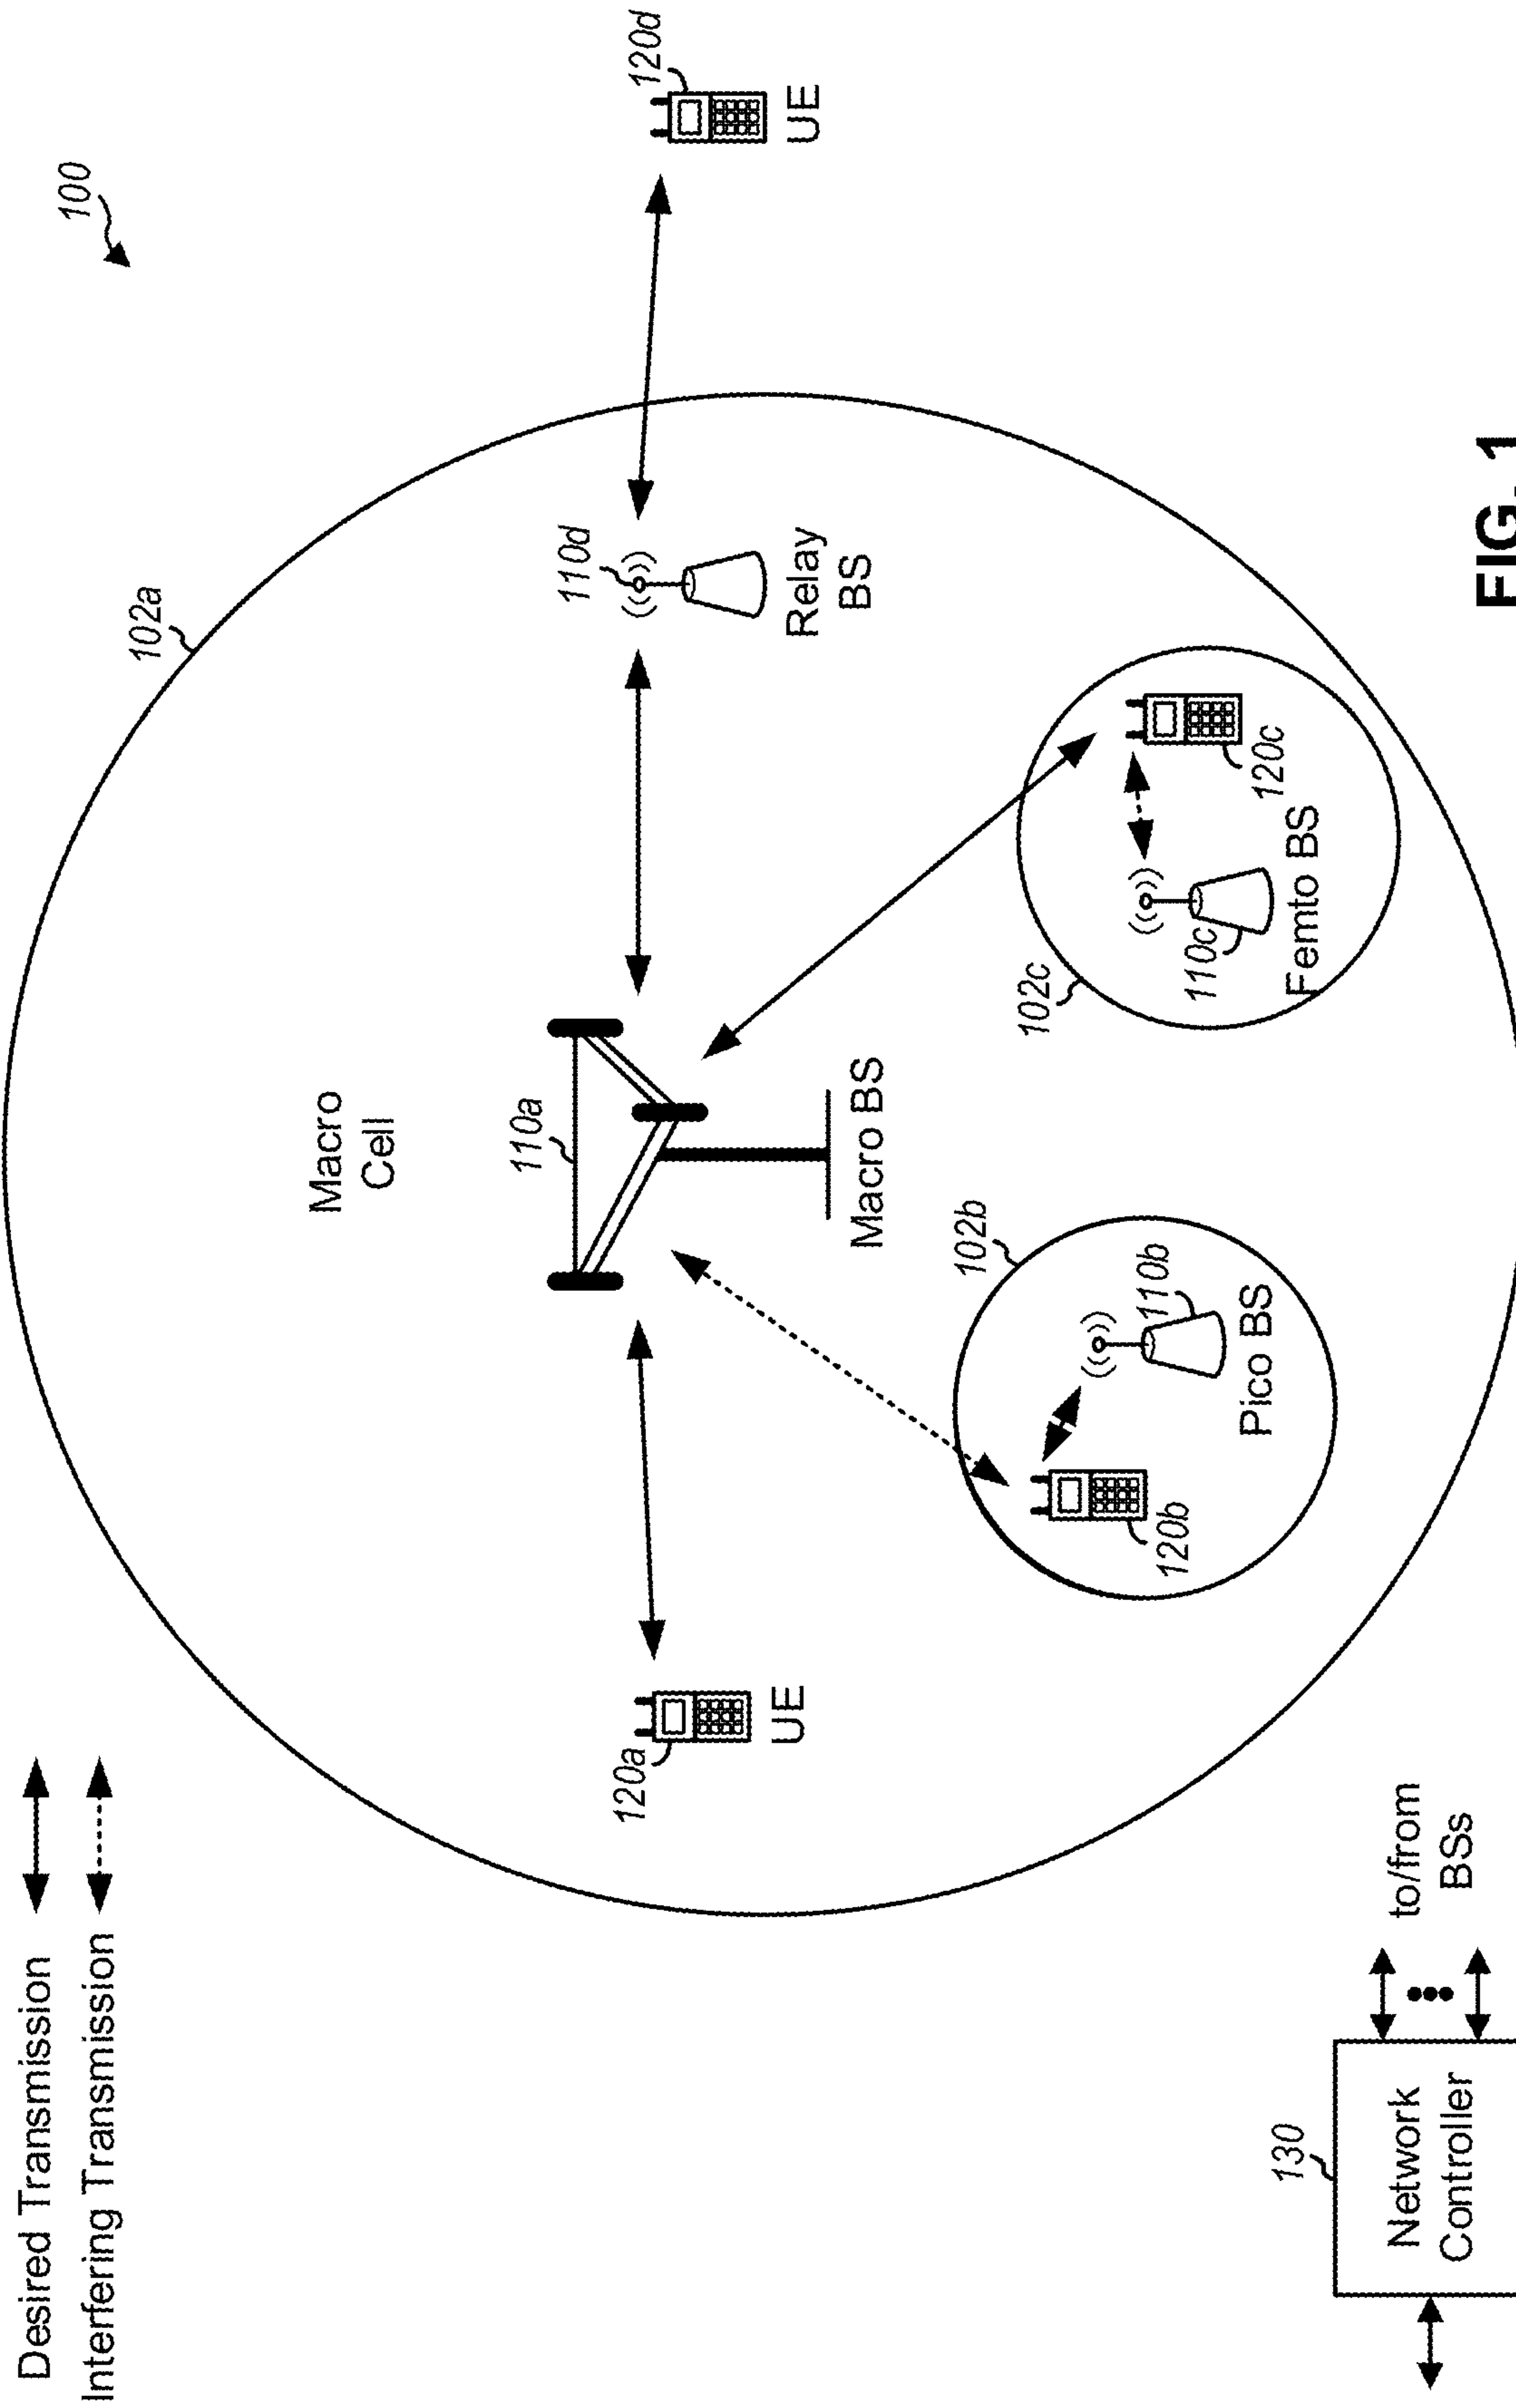 Desired Transmission
Interfering Transmission
100
102a
Macro
Cell
110a
110d
120a
120d
UE
UE
Relay
BS
Macro BS
102b
102c
110b
120b
Pico BS
110c
120c
Femto BS
130
Network
Controller
to/from
BSs
FIG. 1